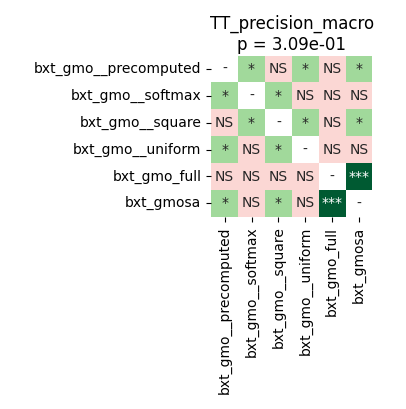 TT_precision_macro
p = 3.09e-01
bxt_gmo__precomputed - * NS * NS *
bxt_gmo__softmax * - * NS NS NS
bxt_gmo__square NS * - * NS *
bxt_gmo__uniform * NS * - NS NS
bxt_gmo_full NS NS NS NS - ***
bxt_gmosa * NS * NS *** -
bxt_gmo__precomputed
bxt_gmo__softmax
bxt_gmo__square
bxt_gmo__uniform
bxt_gmo_full
bxt_gmosa